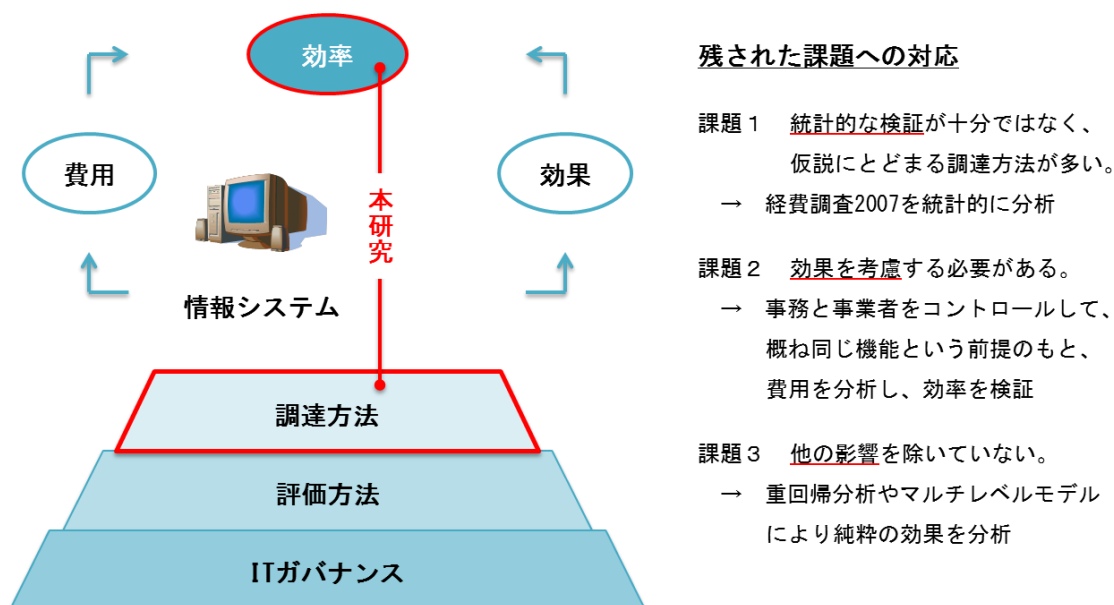 効率
費用
効果
本研究
情報システム
調達方法
評価方法
ITガバナンス
残された課題への対応
課題１　統計的な検証が十分ではなく、
仮説にとどまる調達方法が多い。
→　経費調査2007を統計的に分析
課題２　効果を考慮する必要がある。
→　事務と事業者をコントロールして、
概ね同じ機能という前提のもと、
費用を分析し、効率を検証
課題３　他の影響を除いていない。
→　重回帰分析やマルチレベルモデル
により純粋の効果を分析